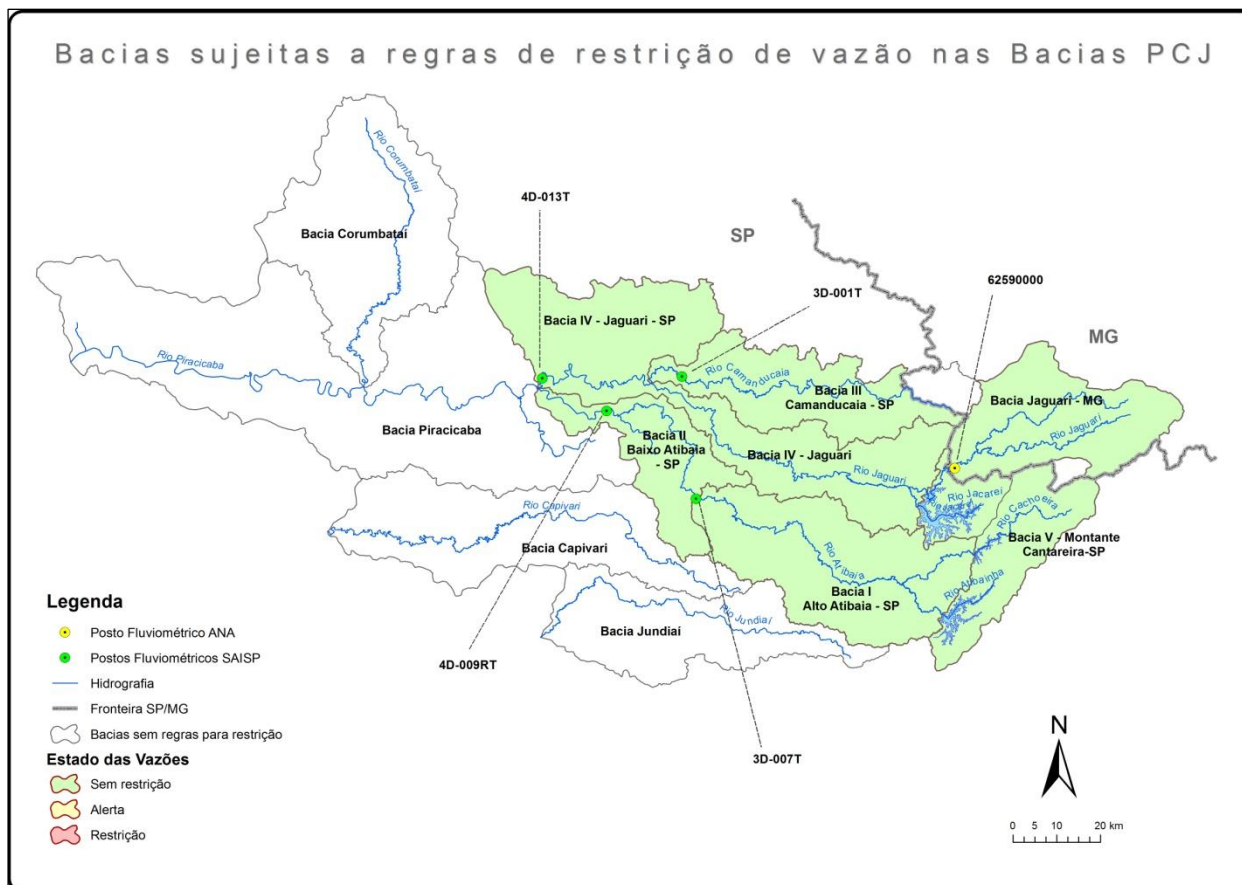 Bacias sujeitas a regras de restrição de vazão nas Bacias PCJ
Rio Corumbataí
4D-013T
Bacia Corumbataí
SP
3D-001T
62590000
Bacia IV - Jaguari - SP
MG
Rio Piracicaba
Rio Camanducaia
Bacia III
Camanducaia - SP
Bacia Jaguari - MG
Rio Jaguari
Bacia Piracicaba
Bacia II
Baixo Atibaia
- SP
Bacia IV - Jaguari
Rio Jaguari
Rio Jacareí
Rio Cachoeira
Rio Capivari
Bacia V - Montante
Cantareira-SP
Bacia Capivari
Rio Atibaia
Rio Atibainha
Bacia I
Alto Atibaia - SP
Rio Jundiaí
Bacia Jundiaí
4D-009RT
3D-007T
Legenda
Posto Fluviométrico ANA
Postos Fluviométricos SAISP
Hidrografia
Fronteira SP/MG
Bacias sem regras para restrição
Estado das Vazões
Sem restrição
Alerta
Restrição
N
0 5 10 20 km